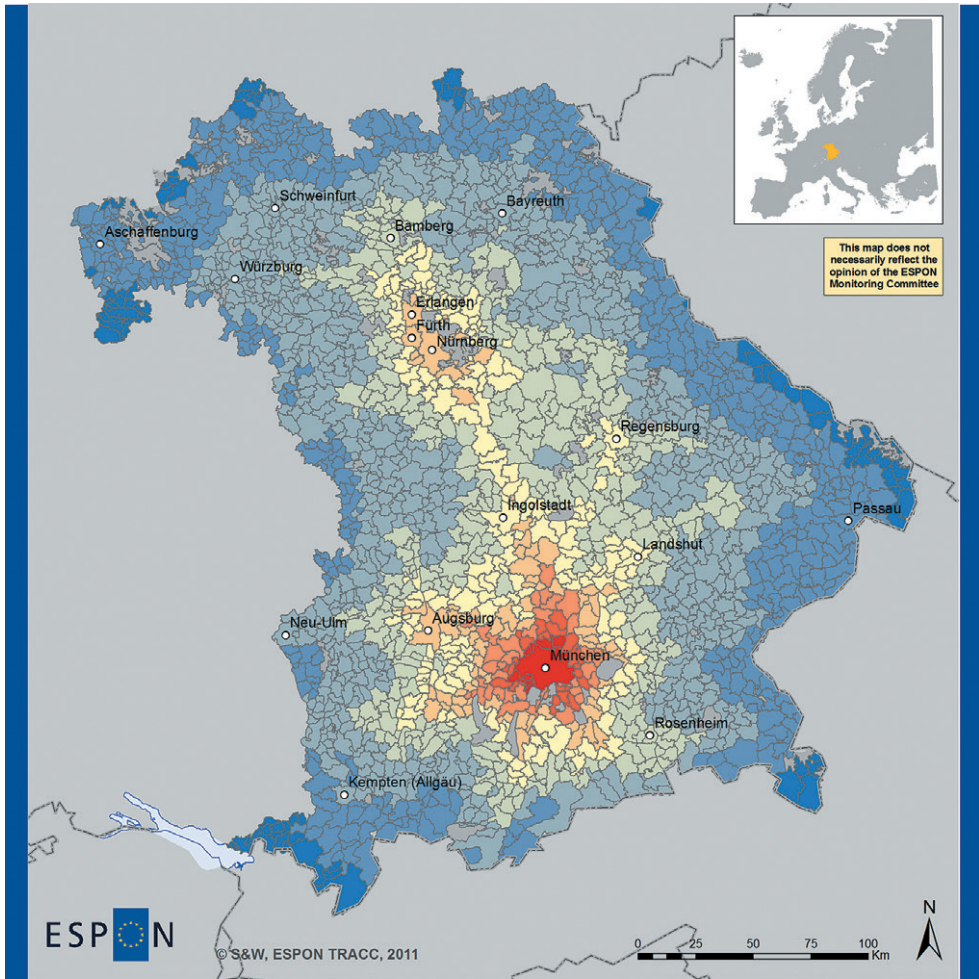 This map does not
necessarily reflect the
opinion of the ESPON
Monitoring Committee
Schweinfurt
Bayreuth
Bamberg
Aschaffenburg
Würzburg
Erlangen
Fürth
Nürnberg
Regensburg
Ingolstadt
Passau
Landshut
Neu-Ulm
Augsburg
München
Rosenheim
Kempten (Allgäu)
ESPON
© S&W, ESPON TRACC, 2011
N
0 25 50 75 100
Km